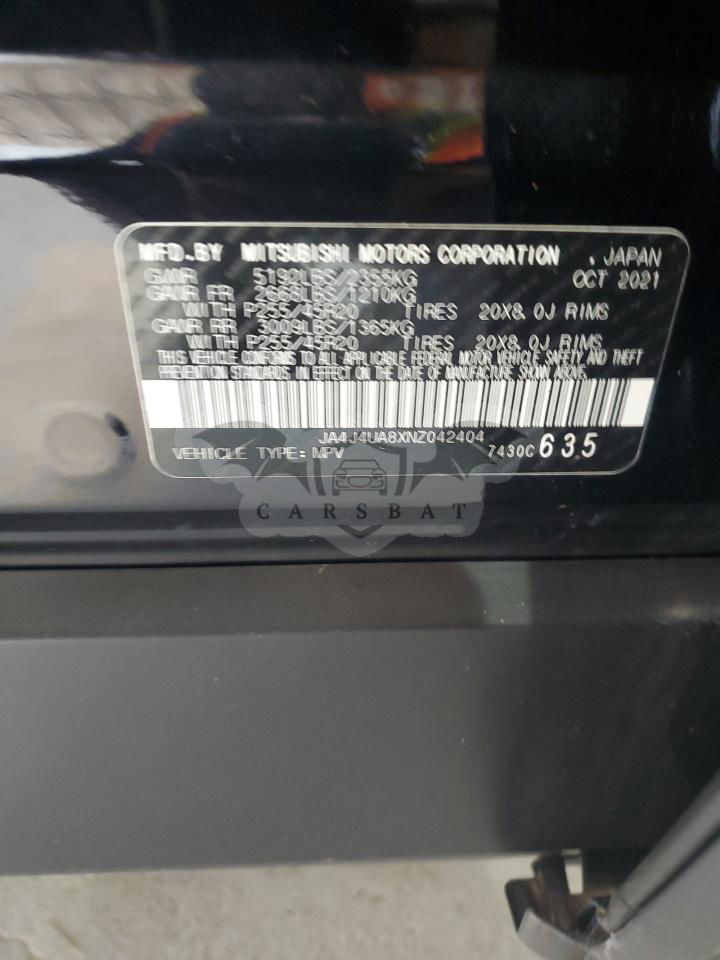 MFD.BY MITSUBISHI MOTORS CORPORATION , JAPAN
GVWR 5192LBS/2355KG OCT 2021
GAWR FR 2668LBS/1210KG
WITH P255/45R20 TIRES 20X8.0J RIMS
GAWR RR 3009LBS/1365KG
WITH P255/45R20 TIRES 20X8.0J RIMS
THIS VEHICLE CONFORMS TO ALL APPLICABLE FEDERAL MOTOR VEHICLE SAFETY AND THEFT
PREVENTION STANDARDS IN EFFECT ON THE DATE OF MANUFACTURE SHOWN ABOVE.
JA4J4UA8XNZ042404
VEHICLE TYPE: MPV 7430C 635
CARSBAT